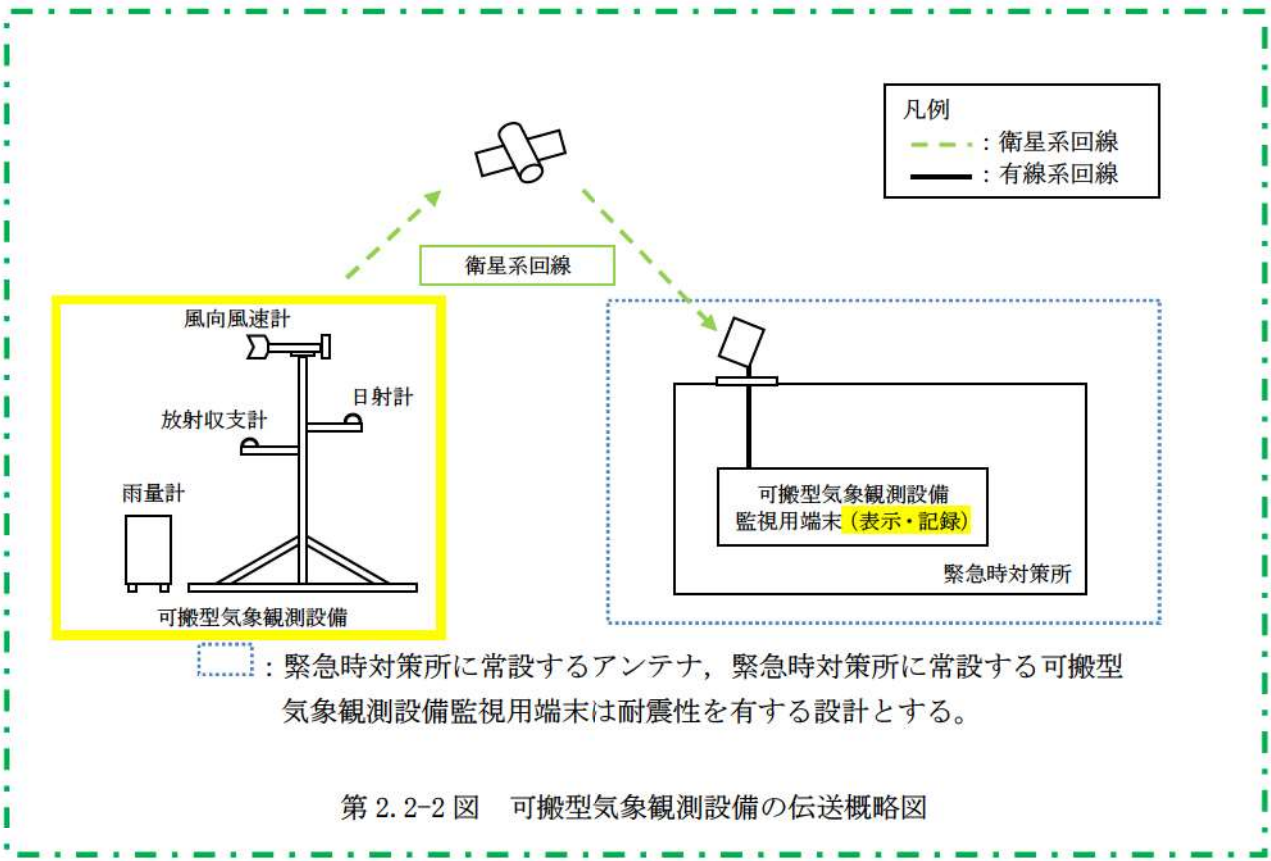 凡例
：衛星系回線
：有線系回線
衛星系回線
風向風速計
日射計
放射収支計
雨量計
可搬型気象観測設備
可搬型気象観測設備
監視用端末（表示・記録）
緊急時対策所
：緊急時対策所に常設するアンテナ，緊急時対策所に常設する可搬型
気象観測設備監視用端末は耐震性を有する設計とする。
第 2.2-2 図　可搬型気象観測設備の伝送概略図